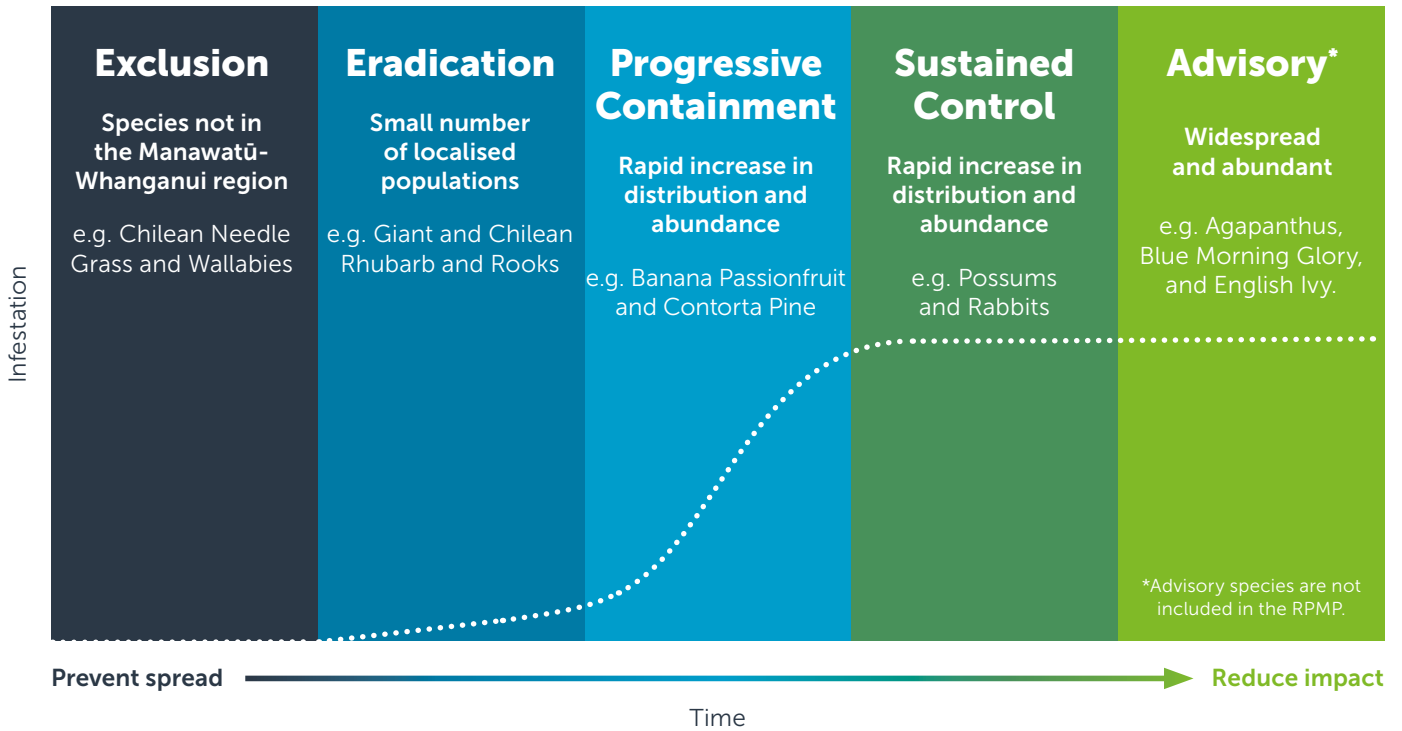 Infestation
Exclusion
Species not in
the Manawatū-
Whanganui region
e.g. Chilean Needle
Grass and Wallabies
Eradication
Small number
of localised
populations
e.g. Giant and Chilean
Rhubarb and Rooks
Progressive
Containment
Rapid increase in
distribution and
abundance
e.g. Banana Passionfruit
and Contorta Pine
Sustained
Control
Rapid increase in
distribution and
abundance
e.g. Possums
and Rabbits
Advisory*
Widespread
and abundant
e.g. Agapanthus,
Blue Morning Glory,
and English Ivy.
*Advisory species are not
included in the RPMP.
Prevent spread
Reduce impact
Time